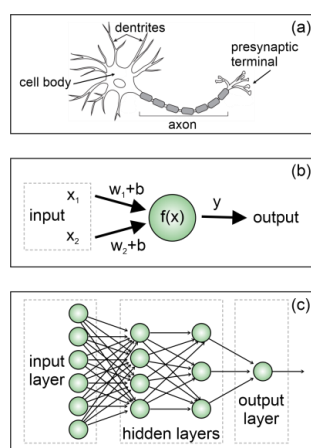 (a)
dentrites
presynaptic
terminal
cell body
axon
(b)
x₁
w₁+b
input
f(x)
y
output
x₂
w₂+b
(c)
input
layer
hidden layers
output
layer